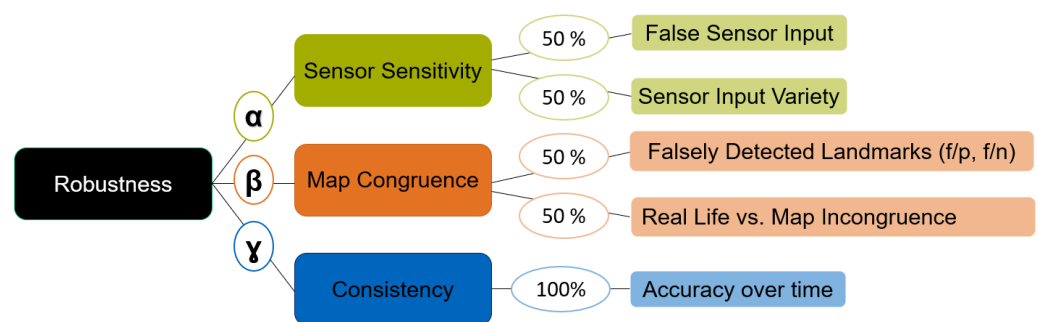 Robustness
α
β
ɣ
Sensor Sensitivity
Map Congruence
Consistency
50 %
50 %
50 %
50 %
100%
False Sensor Input
Sensor Input Variety
Falsely Detected Landmarks (f/p, f/n)
Real Life vs. Map Incongruence
Accuracy over time